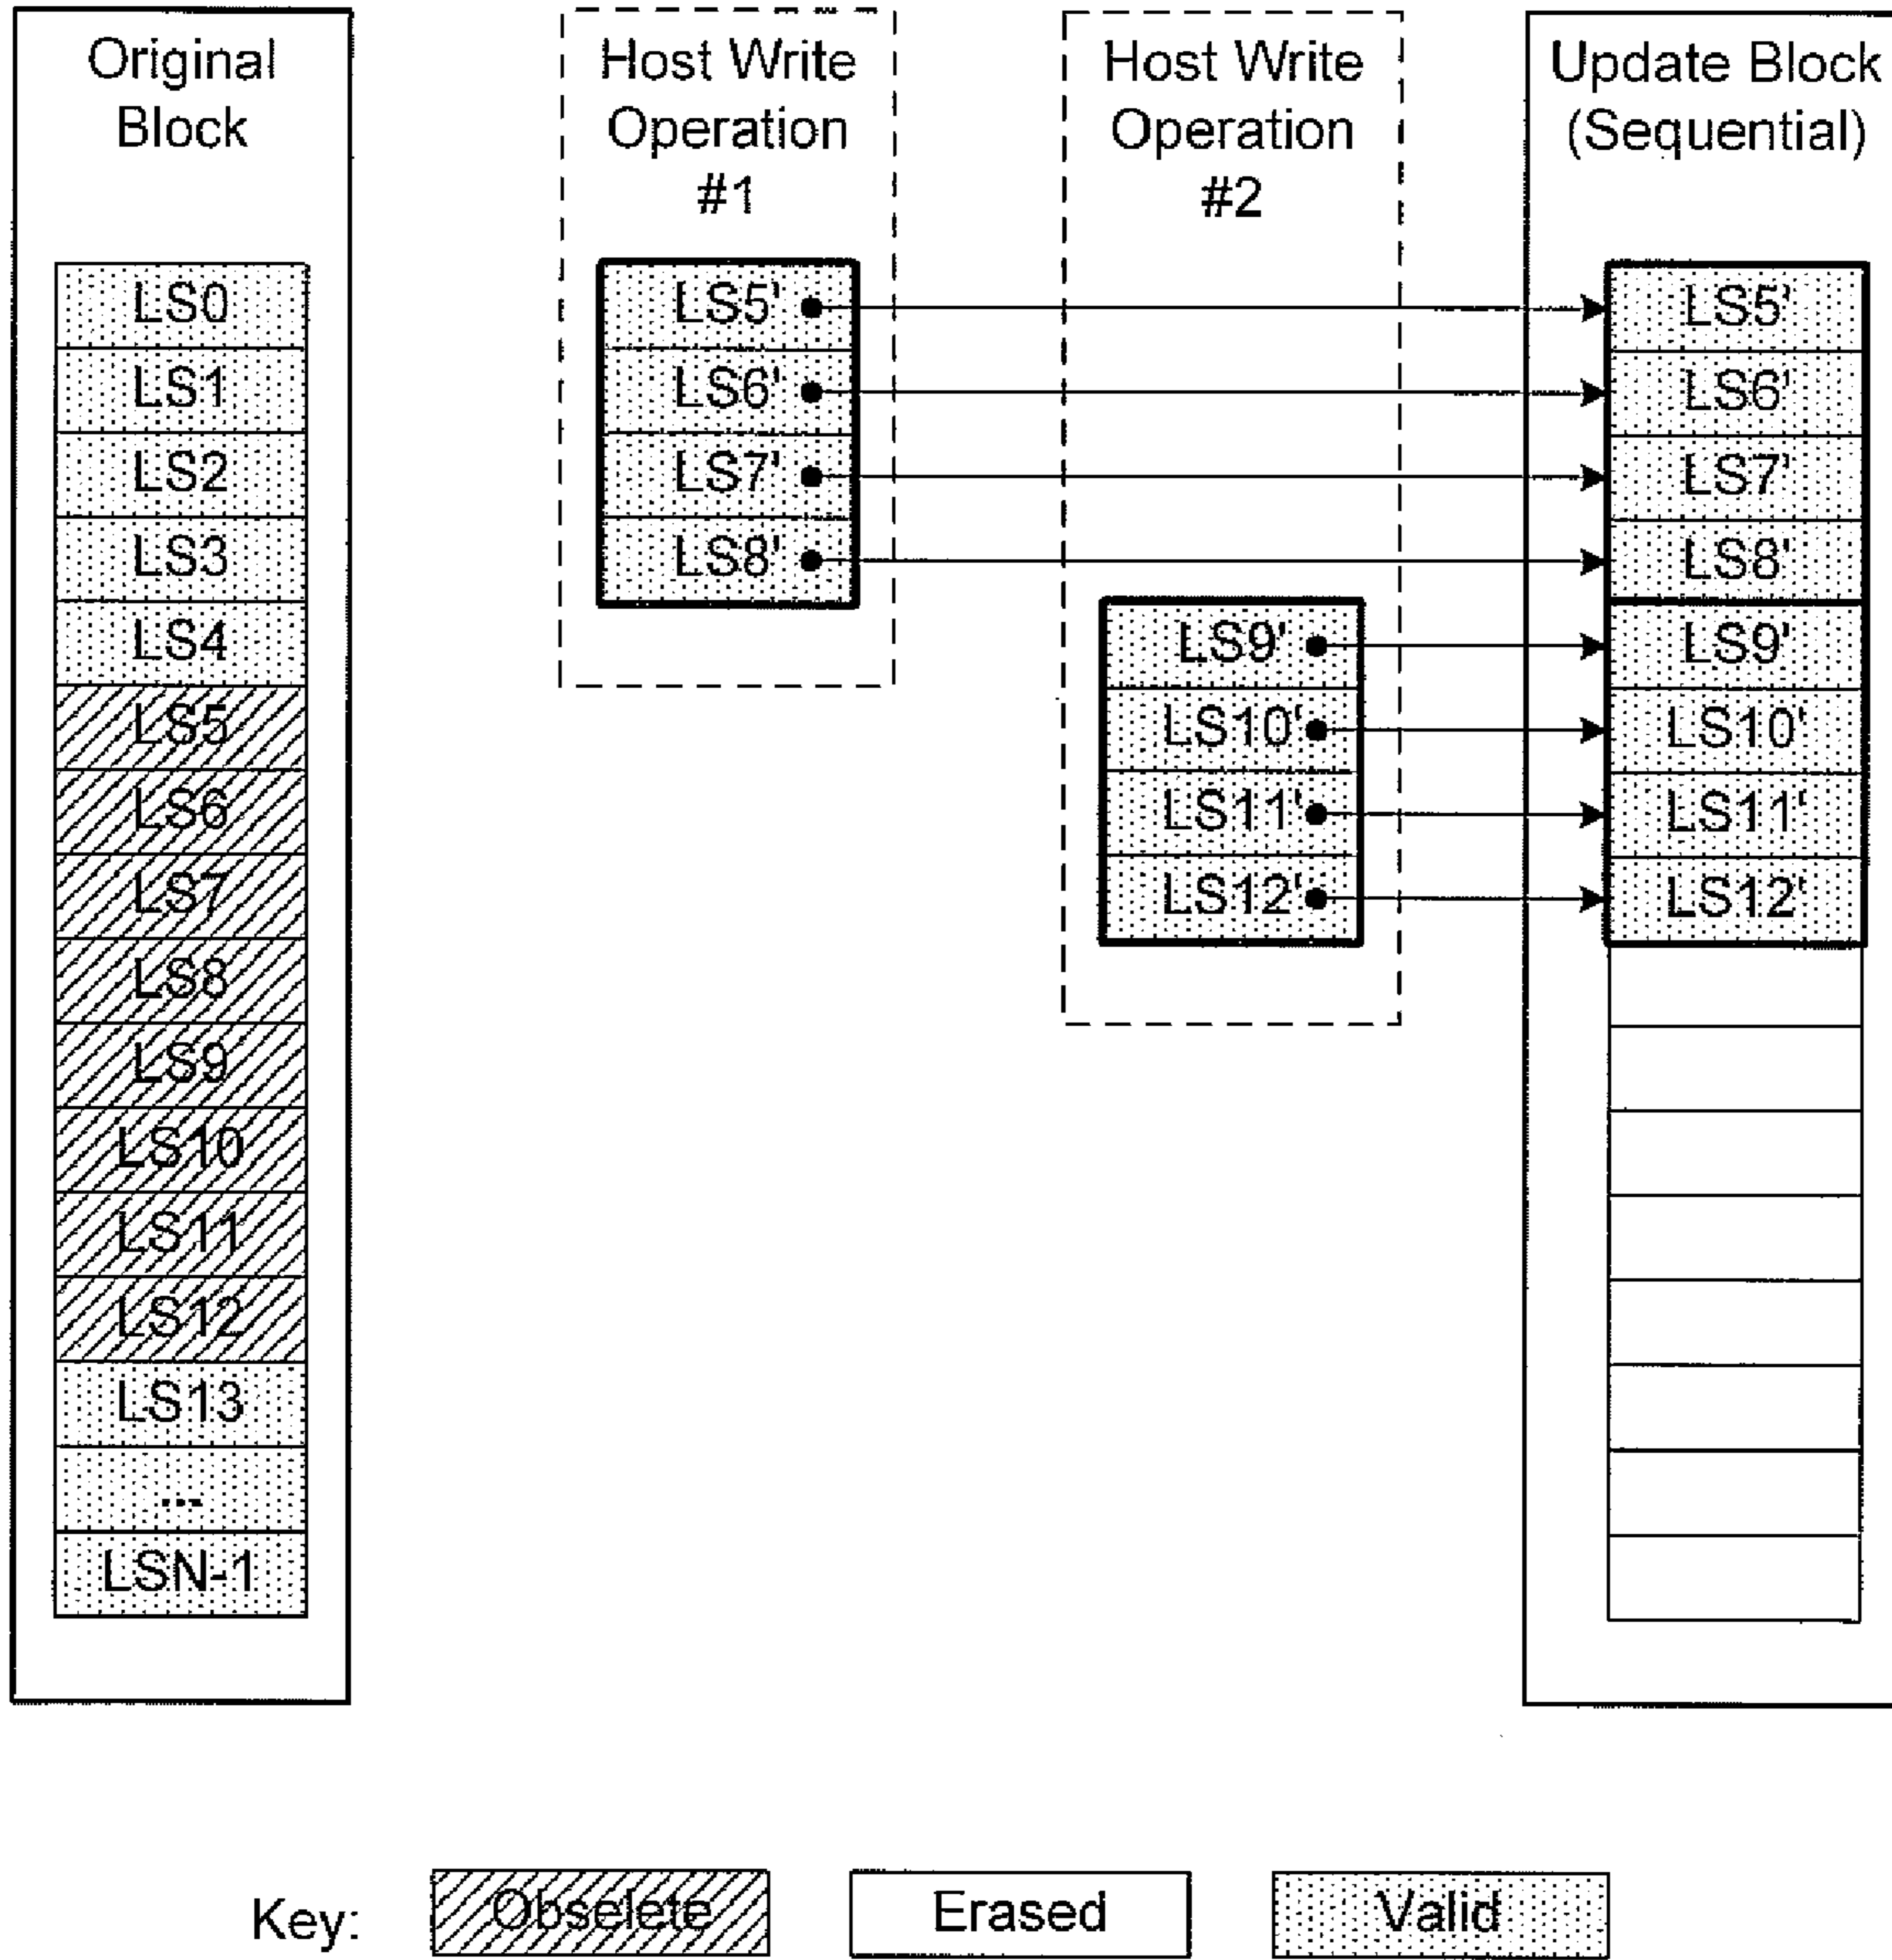 Original
Block
LS0
LS1
LS2
LS3
LS4
LS5
LS6
LS7
LS8
LS9
LS10
LS11
LS12
LS13
...
LSN-1
Host Write
Operation
#1
LS5'
LS6'
LS7'
LS8'
Host Write
Operation
#2
LS9'
LS10'
LS11'
LS12'
Update Block
(Sequential)
LS5'
LS6'
LS7'
LS8'
LS9'
LS10'
LS11'
LS12'
Key:
Obselete
Erased
Valid